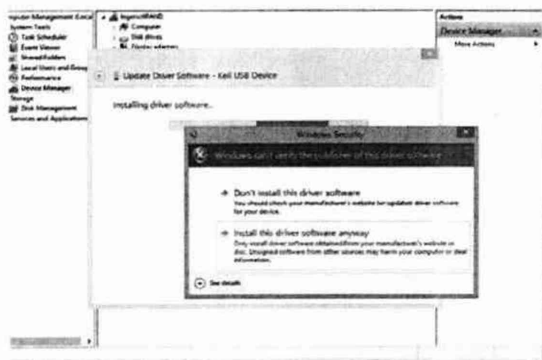 mputer Management (Local
System Tools
Task Scheduler
Event Viewer
Shared Folders
Local Users and Group
Performance
Device Manager
Storage
Disk Management
Services and Applications
Computer
Disk drives
Display adapters
Actions
Device Manager
More Actions
Update Driver Software - Keil USB Device
Installing driver software...
Windows Security
Windows can't verify the publisher of this driver software
Don't install this driver software
You should check your manufacturer's website for updated driver software
for your device.
Install this driver software anyway
Only install driver software obtained from your manufacturer's website or
disc. Unsigned software from other sources may harm your computer or steal
information.
See details